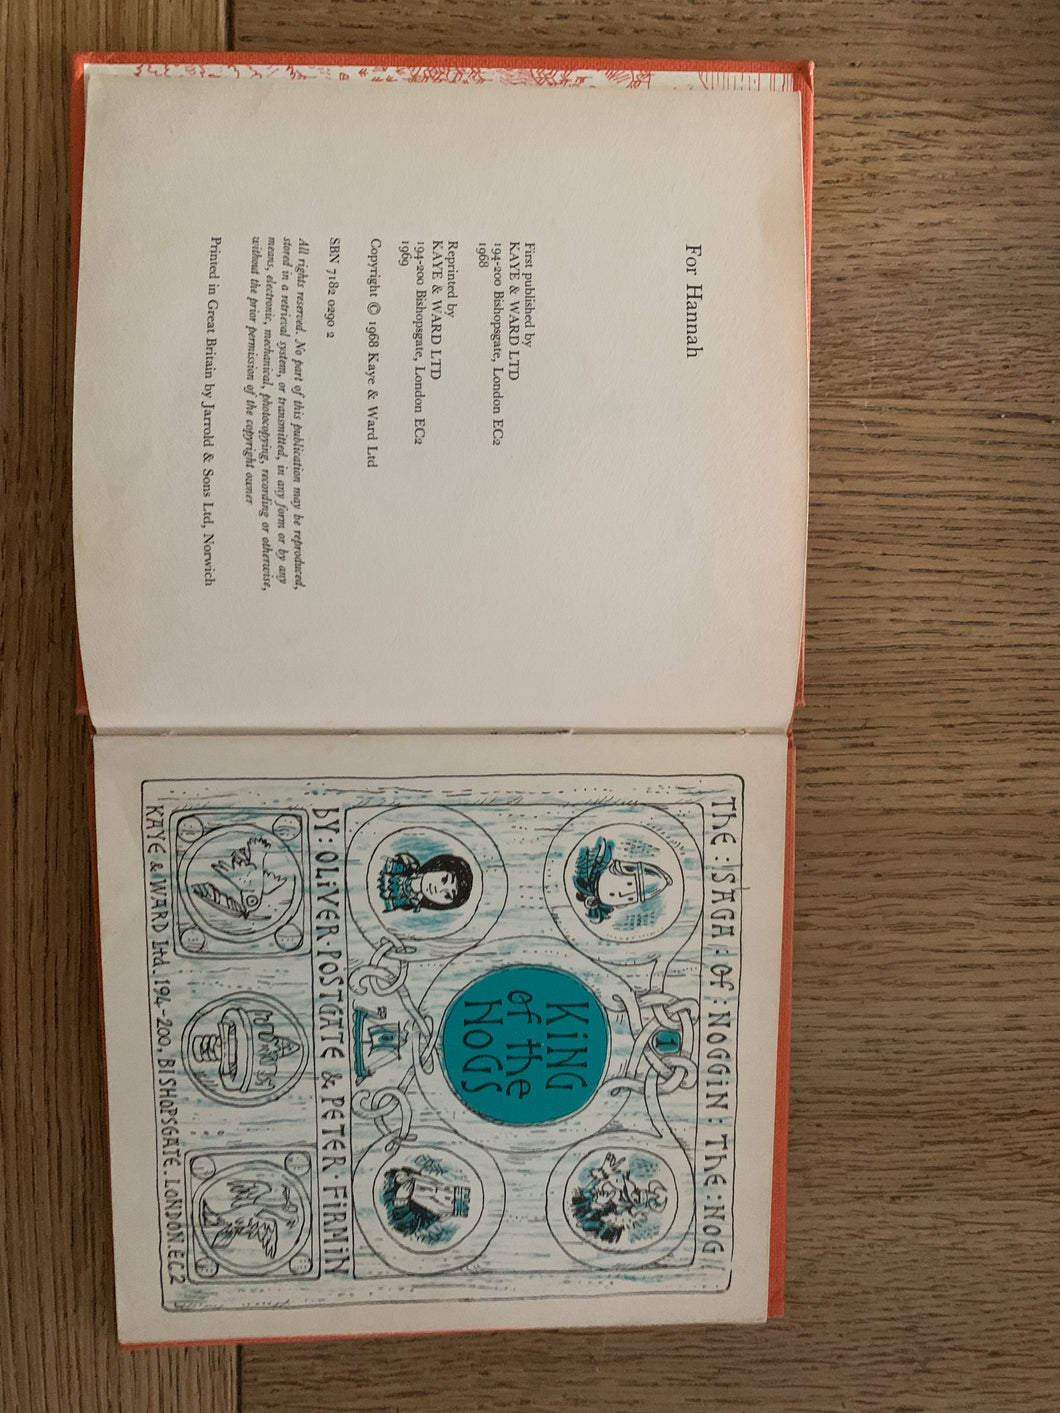 For Hannah
First published by
KAYE & WARD LTD
194-200 Bishopsgate, London EC2
1968
Reprinted by
KAYE & WARD LTD
194-200 Bishopsgate, London EC2
1969
Copyright © 1968 Kaye & Ward Ltd
SBN 7182 0290 2
All rights reserved. No part of this publication may be reproduced,
stored in a retrieval system, or transmitted, in any form or by any
means, electronic, mechanical, photocopying, recording or otherwise,
without the prior permission of the copyright owner
Printed in Great Britain by Jarrold & Sons Ltd, Norwich
THE : SAGA : of : NOGGIN : THE : NOG
1
KING
of the
NOGS
BY : OLIVER · POSTGATE & PETER · FIRMIN
KAYE & WARD Ltd. 194-200, BISHOPSGATE. LONDON. E.C.2